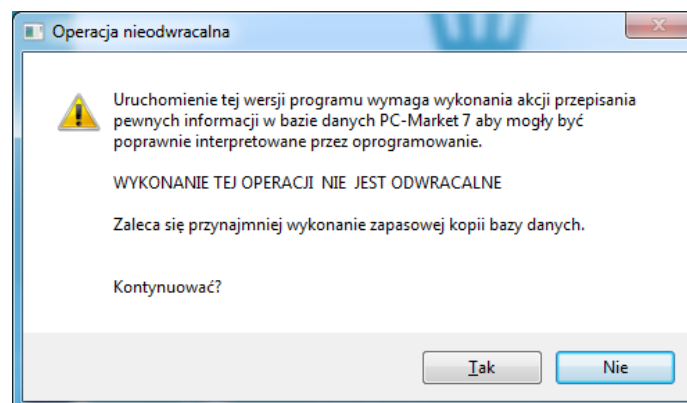 Operacja nieodwracalna
Uruchomienie tej wersji programu wymaga wykonania akcji przepisania
pewnych informacji w bazie danych PC-Market 7 aby mogły być
poprawnie interpretowane przez oprogramowanie.
WYKONANIE TEJ OPERACJI NIE JEST ODWRACALNE
Zaleca się przynajmniej wykonanie zapasowej kopii bazy danych.
Kontynuować?
Tak
Nie